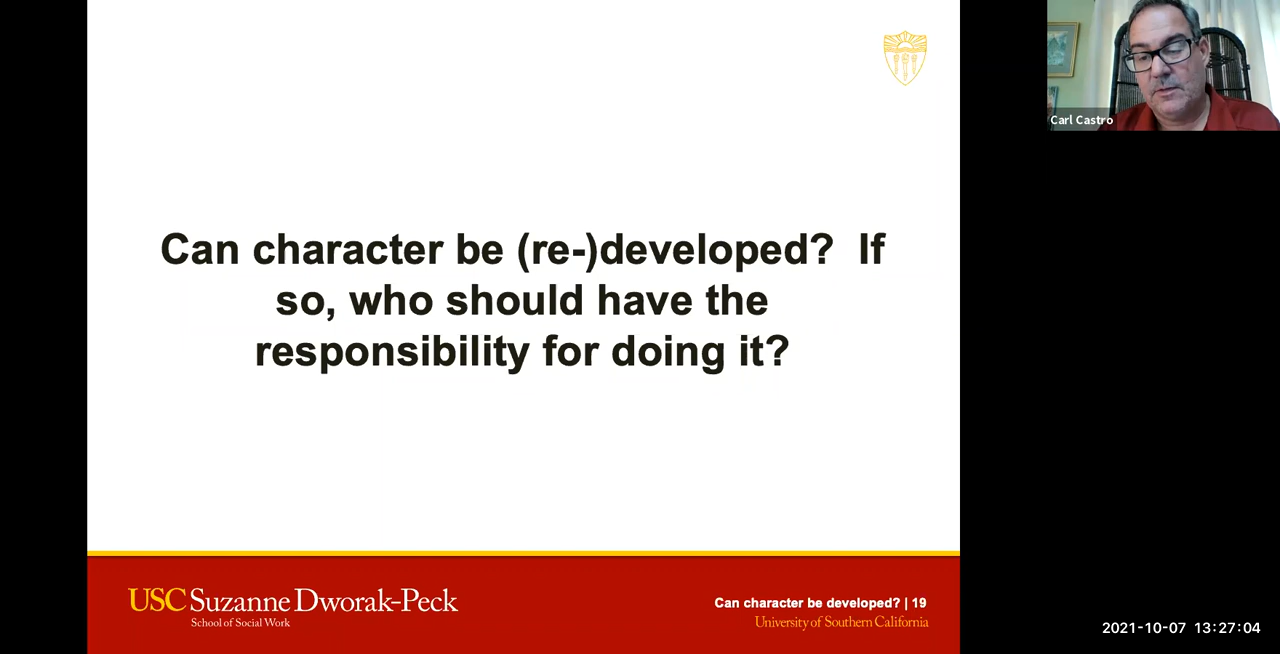 Can character be (re-)developed?  If
so, who should have the
responsibility for doing it?
USC Suzanne Dworak-Peck
School of Social Work
Can character be developed? | 19
University of Southern California
Carl Castro
2021-10-07 13:27:04